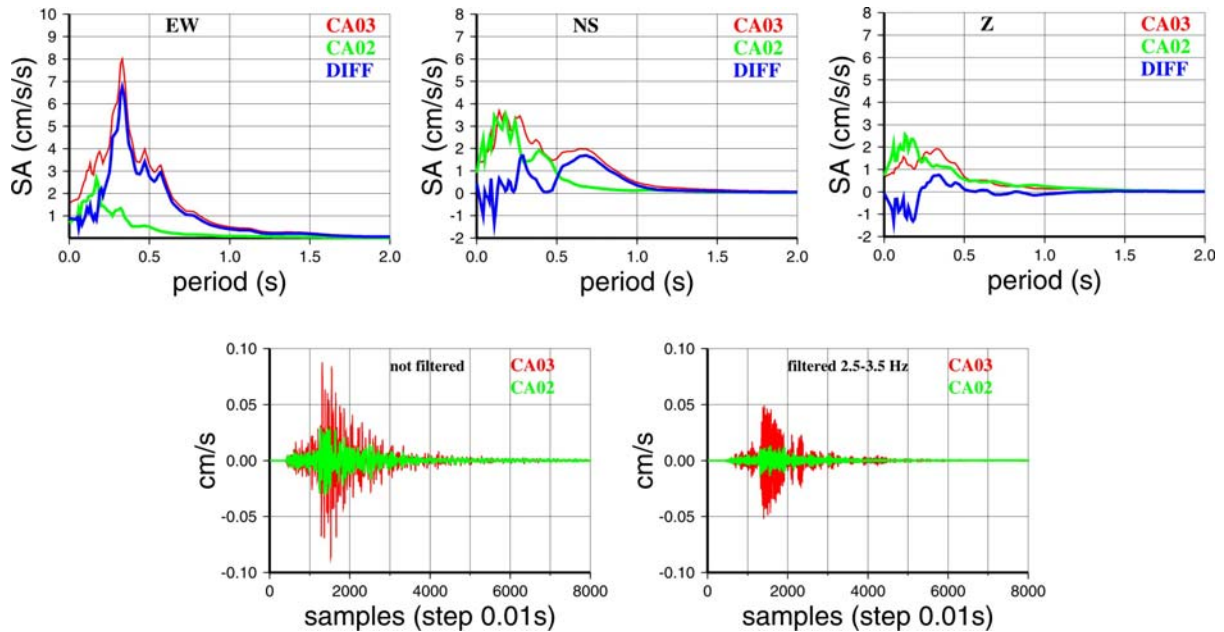 EW
CA03
CA02
DIFF
SA (cm/s/s)
10
9
8
7
6
5
4
3
2
1
0.0 0.5 1.0 1.5 2.0
period (s)
NS
CA03
CA02
DIFF
SA (cm/s/s)
8
7
6
5
4
3
2
1
0
-1
-2
0.0 0.5 1.0 1.5 2.0
period (s)
Z
CA03
CA02
DIFF
SA (cm/s/s)
8
7
6
5
4
3
2
1
0
-1
-2
0.0 0.5 1.0 1.5 2.0
period (s)
not filtered
CA03
CA02
cm/s
0.10
0.05
0.00
-0.05
-0.10
0 2000 4000 6000 8000
samples (step 0.01s)
filtered 2.5-3.5 Hz
CA03
CA02
cm/s
0.10
0.05
0.00
-0.05
-0.10
0 2000 4000 6000 8000
samples (step 0.01s)